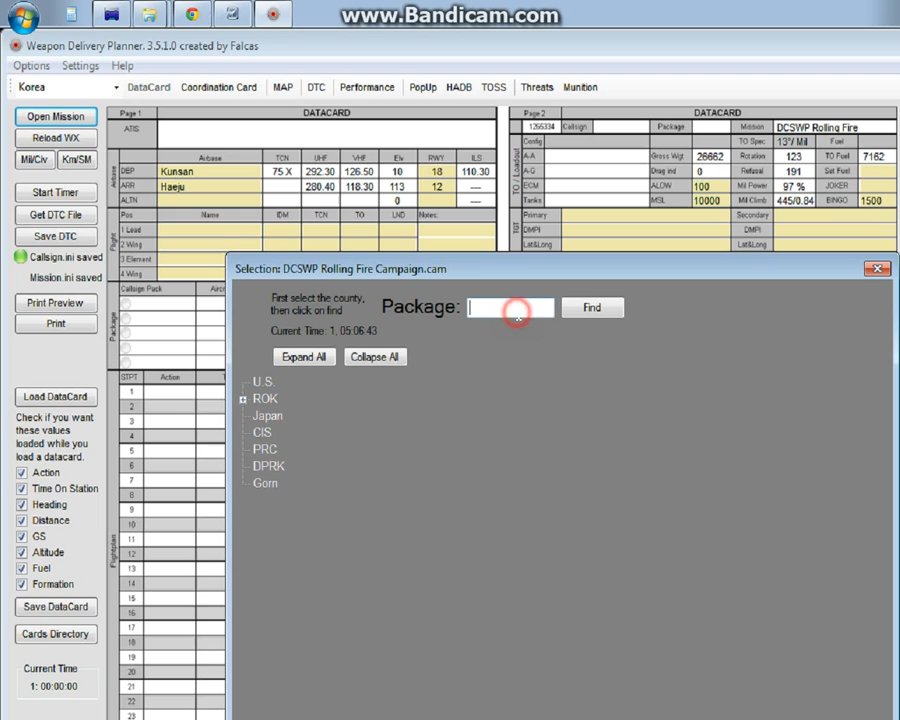 www.Bandicam.com
Weapon Delivery Planner. 3.5.1.0 created by Falcas
Options Settings Help
Korea DataCard Coordination Card MAP DTC Performance PopUp HADB TOSS Threats Munition
Open Mission
Reload WX
Mil/Civ Km/SM
Start Timer
Get DTC File
Save DTC
Callsign.ini saved
Mission.ini saved
Print Preview
Print
Load DataCard
Check if you want
these values
loaded while you
load a datacard.
Action
Time On Station
Heading
Distance
GS
Altitude
Fuel
Formation
Save DataCard
Cards Directory
Current Time
1: 00:00:00
Page 1 DATACARD
ATIS
Airbase
Airbase TCN UHF VHF Elv RWY ILS
DEP Kunsan 75 X 292.30 126.50 10 18 110.30
ARR Haeju 280.40 118.30 113 12 ---
ALTN 0 ---
Flight
Pos Name IDM TCN TO LND Notes:
1 Lead
2 Wing
3 Element
4 Wing
Package
Callsign Pack Aircr
Flightplan
STPT Action T
1
2
3
4
5
6
7
8
9
10
11
12
13
14
15
16
17
18
19
20
21
22
23
Page 2 DATACARD
1265334 Callsign Package Mission DCSWP Rolling Fire
TO / Loadout
Config TO Spec 13°/ Mil Fuel
A-A Gross Wgt 26662 Rotation 123 TO Fuel 7162
A-G Drag ind 0 Refusal 191 Set Fuel
ECM ALOW 100 Mil Power 97 % JOKER
Tanks MSL 10000 Mil Climb 445/0.84 BINGO 1500
TGT
Primary Secondary
DMPI DMPI
Lat&Long Lat&Long
Selection: DCSWP Rolling Fire Campaign.cam
First select the county,
then click on find
Package: Find
Current Time: 1, 05:06:43
Expand All Collapse All
U.S.
ROK
Japan
CIS
PRC
DPRK
Gorn